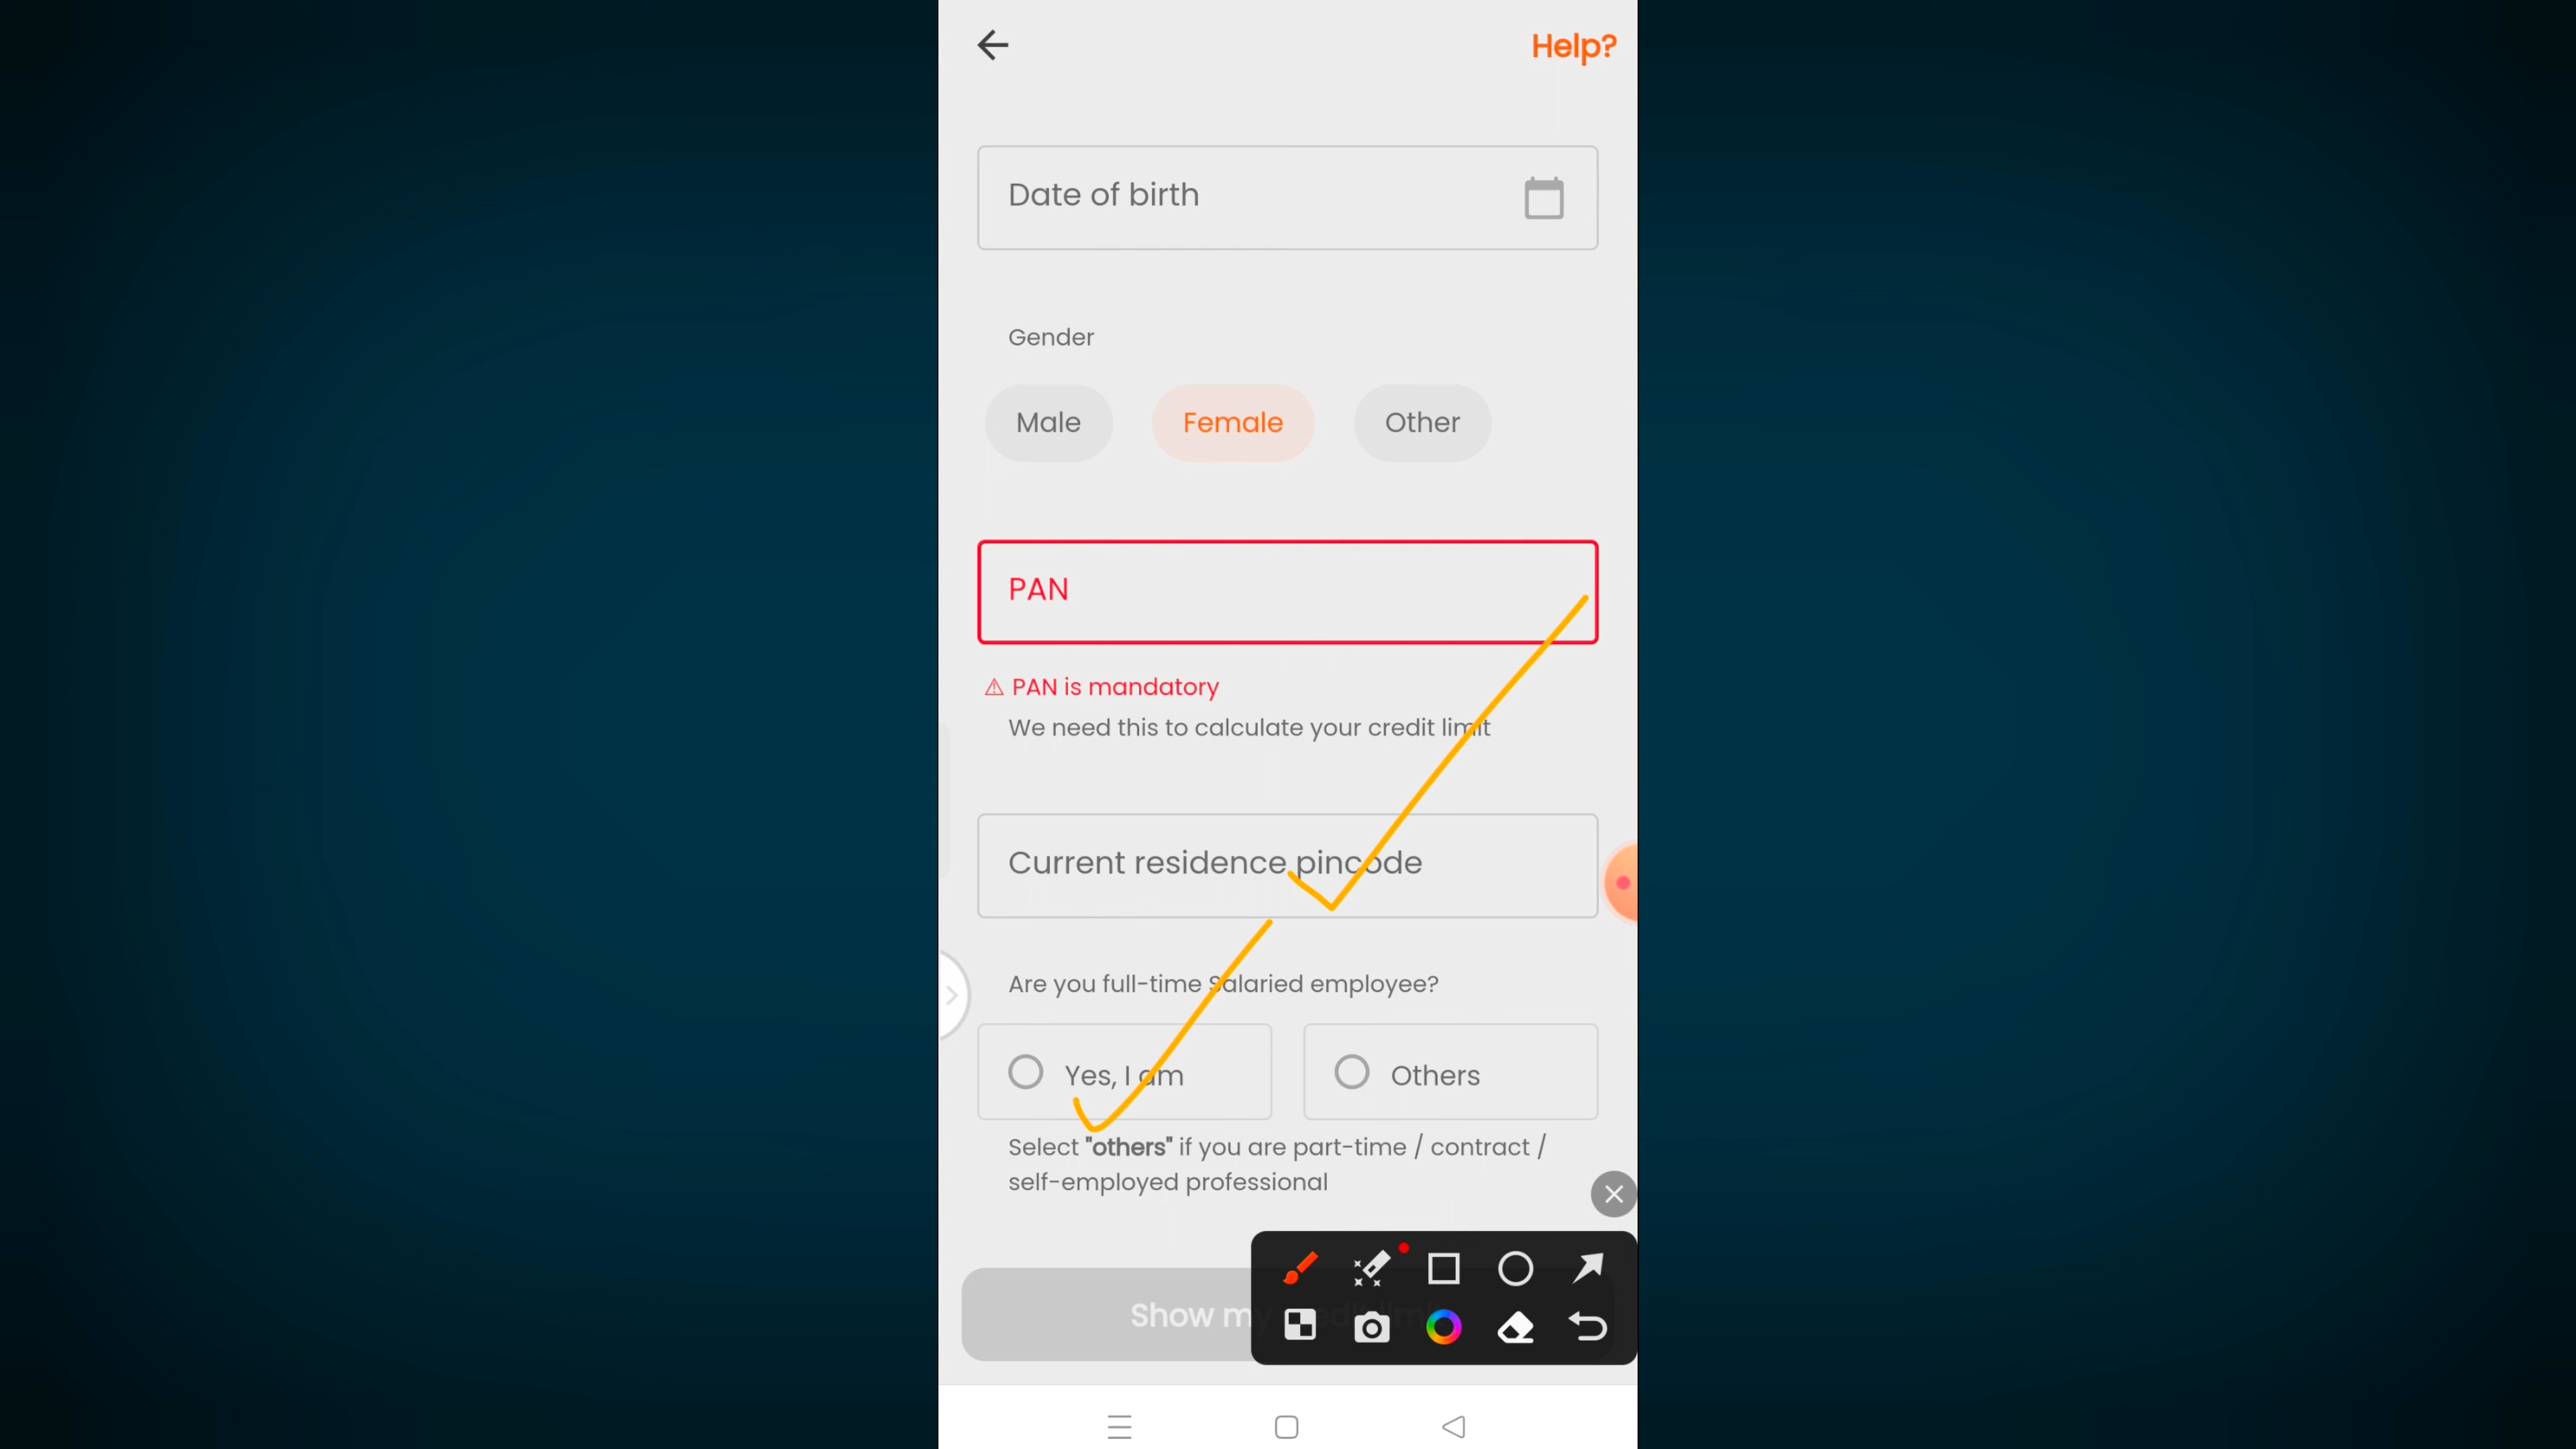 Help?
Date of birth
Gender
Male Female Other
PAN
⚠ PAN is mandatory
We need this to calculate your credit limit
Current residence pincode
Are you full-time Salaried employee?
Yes, I am Others
Select "others" if you are part-time / contract /
self-employed professional
Show my